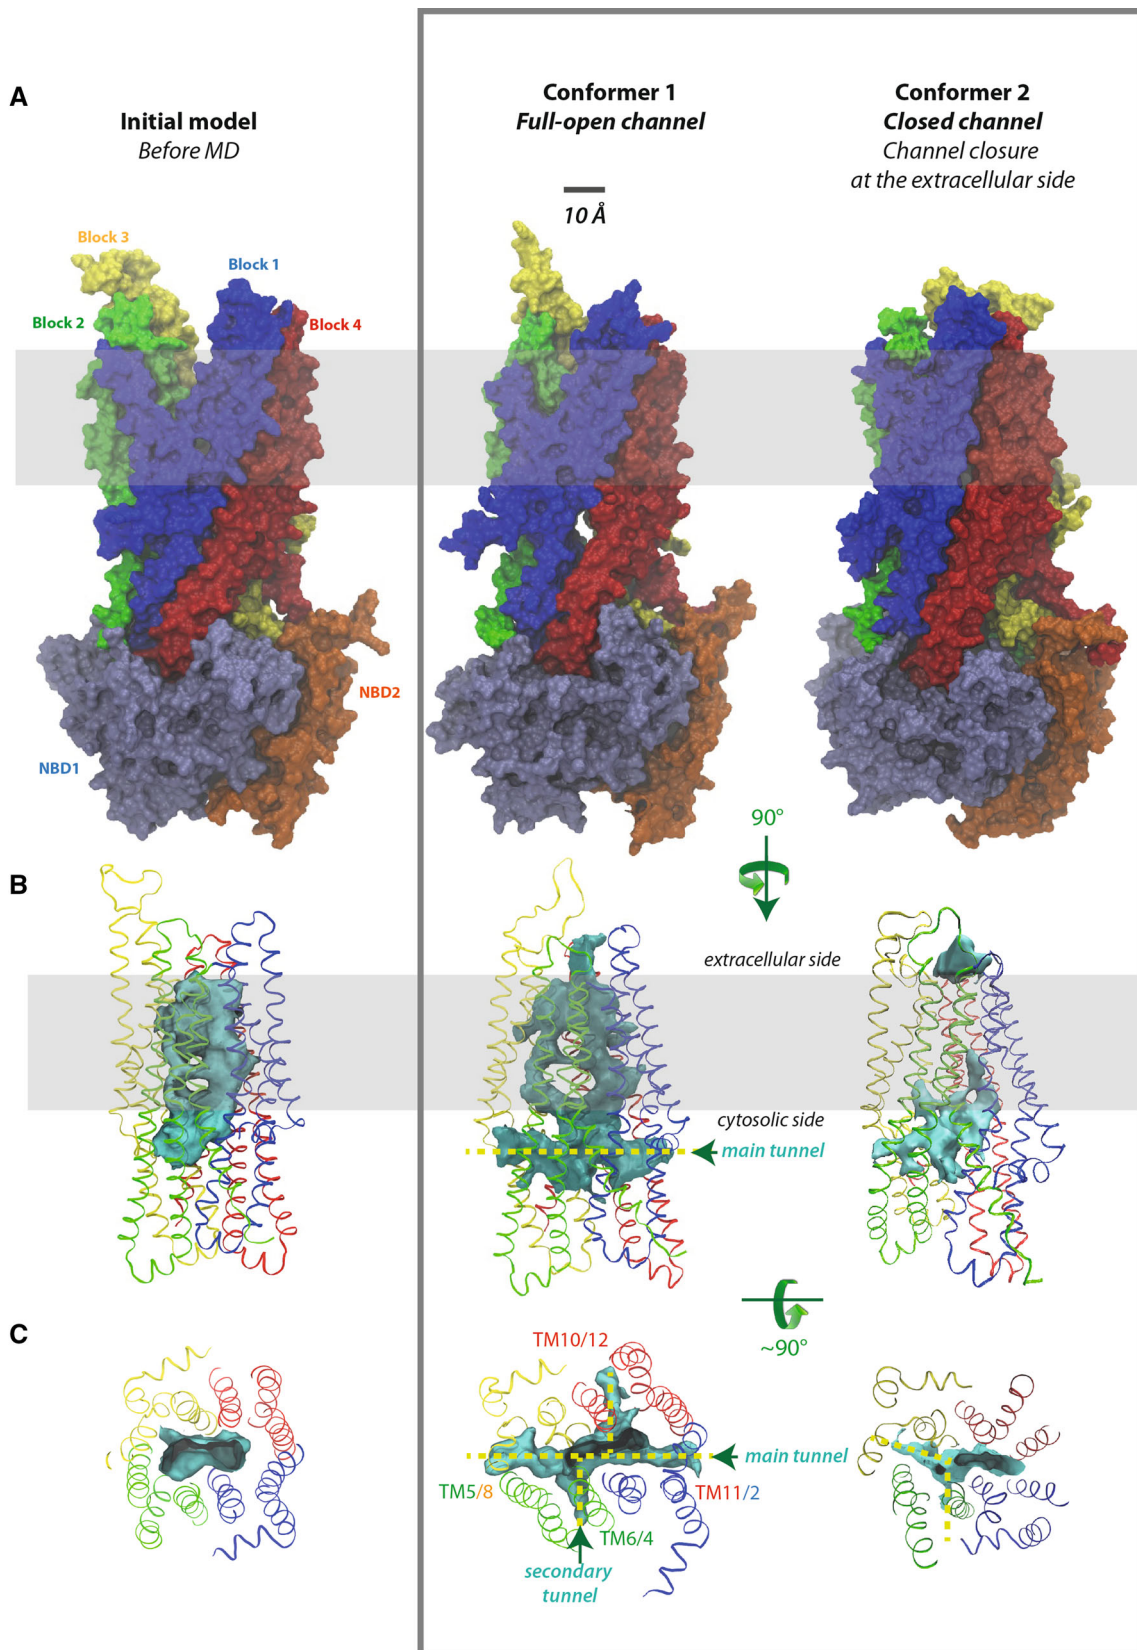 A
Initial model
Before MD
Conformer 1
Full-open channel
Conformer 2
Closed channel
Channel closure
at the extracellular side
10 Å
Block 3
Block 1
Block 2
Block 4
NBD2
NBD1
90°
B
extracellular side
cytosolic side
main tunnel
~90°
C
TM10/12
main tunnel
TM5/8
TM11/2
TM6/4
secondary
tunnel